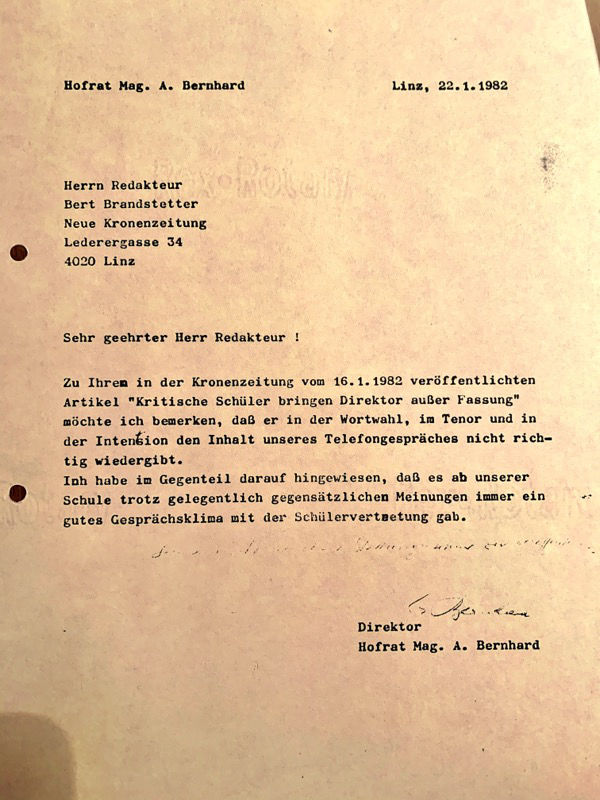 Hofrat Mag. A. Bernhard
Linz, 22.1.1982
Herrn Redakteur
Bert Brandstetter
Neue Kronenzeitung
Lederergasse 34
4020 Linz
Sehr geehrter Herr Redakteur !
Zu Ihrem in der Kronenzeitung vom 16.1.1982 veröffentlichten
Artikel "Kritische Schüler bringen Direktor außer Fassung"
möchte ich bemerken, daß er in der Wortwahl, im Tenor und in
der Intention den Inhalt unseres Telefongespräches nicht rich-
tig wiedergibt.
Inh habe im Gegenteil darauf hingewiesen, daß es ab unserer
Schule trotz gelegentlich gegensätzlichen Meinungen immer ein
gutes Gesprächsklima mit der Schülervertretung gab.
Direktor
Hofrat Mag. A. Bernhard